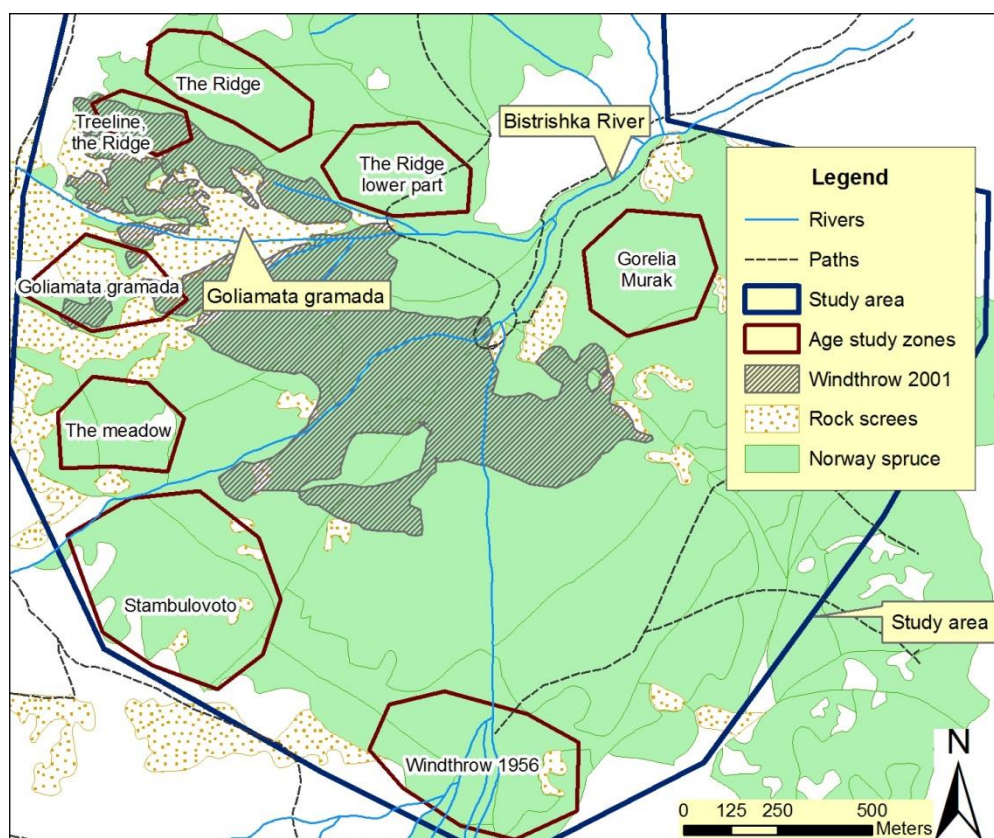 The Ridge
Treeline,
the Ridge
The Ridge
lower part
Bistrishka River
Goliamata gramada
Goliamata gramada
Gorelia
Murak
The meadow
Stambulovoto
Windthrow 1956
Study area
Legend
Rivers
Paths
Study area
Age study zones
Windthrow 2001
Rock screes
Norway spruce
N
0 125 250 500
Meters